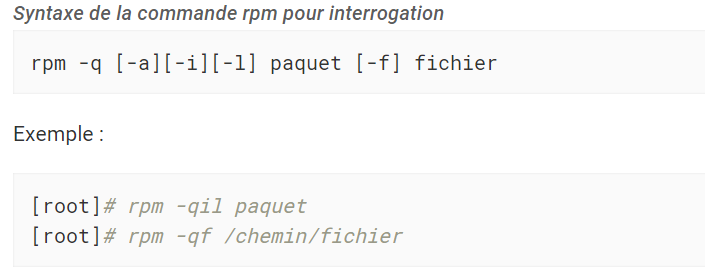 Syntaxe de la commande rpm pour interrogation
rpm -q [-a][-i][-l] paquet [-f] fichier
Exemple :
[root]# rpm -qil paquet
[root]# rpm -qf /chemin/fichier